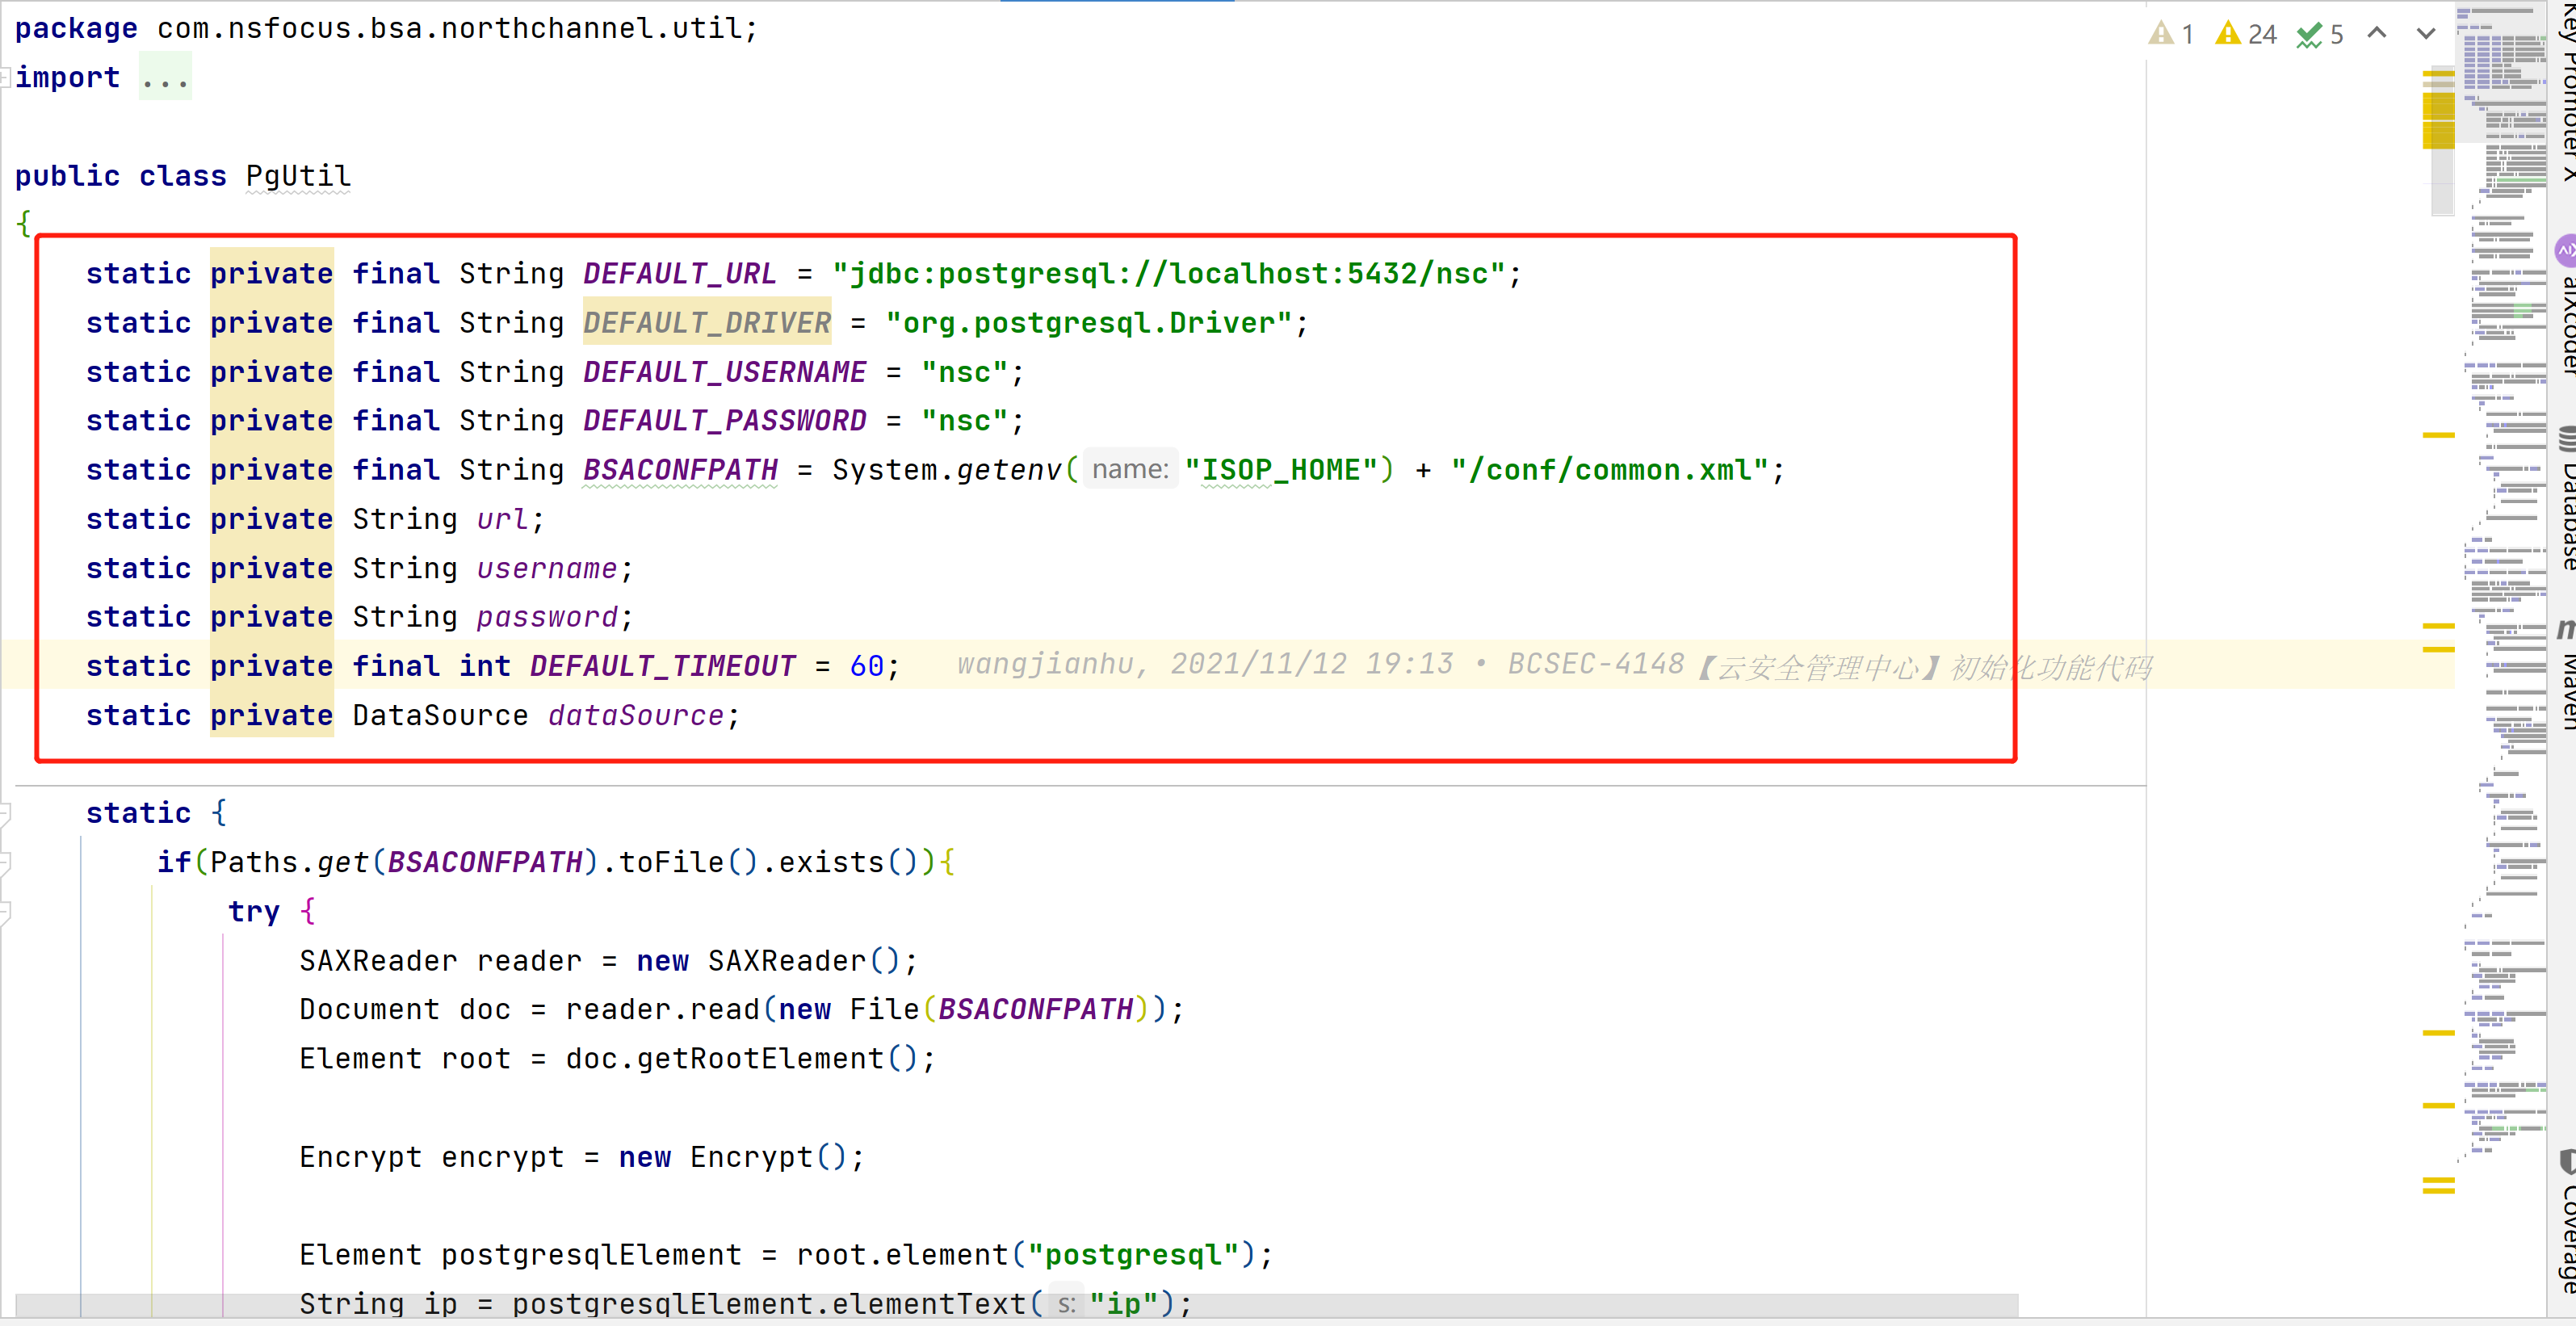 package com.nsfocus.bsa.northchannel.util;
1 24 5
import ...
public class PgUtil
{
static private final String DEFAULT_URL = "jdbc:postgresql://localhost:5432/nsc";
static private final String DEFAULT_DRIVER = "org.postgresql.Driver";
static private final String DEFAULT_USERNAME = "nsc";
static private final String DEFAULT_PASSWORD = "nsc";
static private final String BSACONFPATH = System.getenv( name: "ISOP_HOME") + "/conf/common.xml";
static private String url;
static private String username;
static private String password;
static private final int DEFAULT_TIMEOUT = 60; wangjianhu, 2021/11/12 19:13 • BCSEC-4148【云安全管理中心】初始化功能代码
static private DataSource dataSource;
static {
if(Paths.get(BSACONFPATH).toFile().exists()){
try {
SAXReader reader = new SAXReader();
Document doc = reader.read(new File(BSACONFPATH));
Element root = doc.getRootElement();
Encrypt encrypt = new Encrypt();
Element postgresqlElement = root.element("postgresql");
String ip = postgresqlElement.elementText( s: "ip");
Key Promoter X
aiXcoder
Database
Maven
Coverage